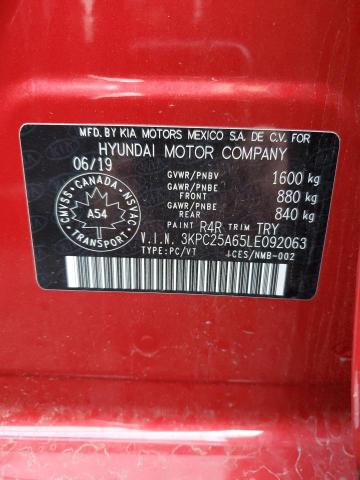 MFD.BY KIA MOTORS MEXICO S.A. DE C.V. FOR
HYUNDAI MOTOR COMPANY
06/19
GVWR/PNBV 1600 kg
GAWR/PNBE
FRONT 880 kg
GAWR/PNBE
REAR 840 kg
PAINT R4R TRIM TRY
V.I.N. 3KPC25A65LE092063
TYPE:PC/VT ICES/NMB-002
CANADA
CMVSS NSVAC
A54
TRANSPORT